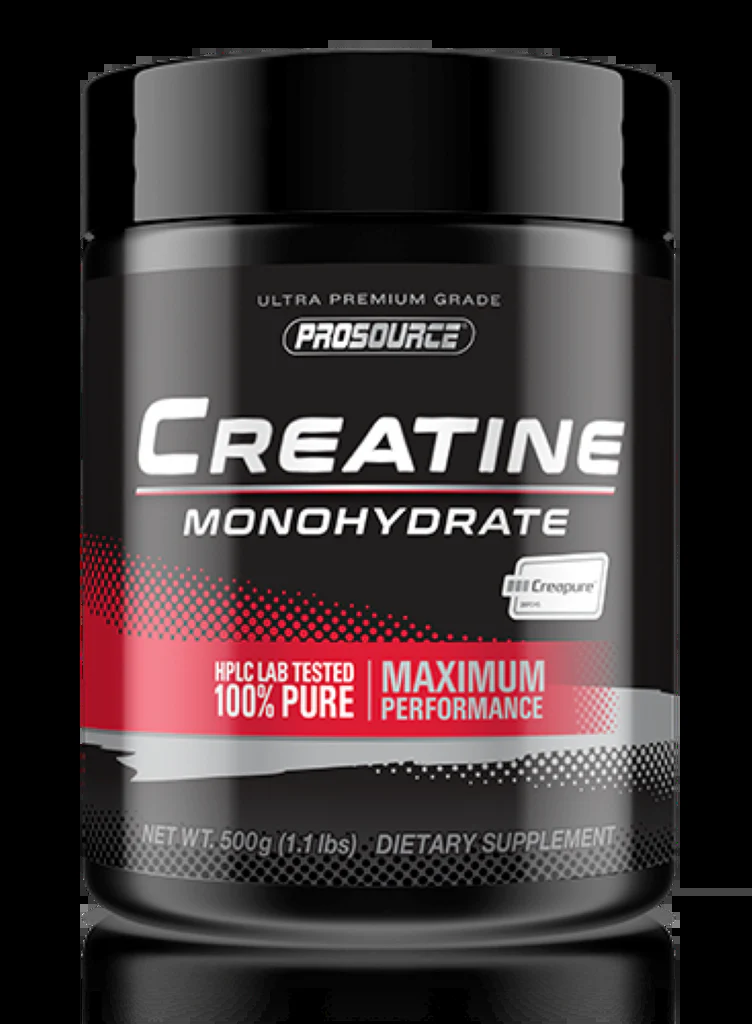 ULTRA PREMIUM GRADE
PROSOURCE
CREATINE
MONOHYDRATE
Creapure®
HPLC LAB TESTED
100% PURE
MAXIMUM
PERFORMANCE
NET WT. 500g (1.1 lbs)
DIETARY SUPPLEMENT